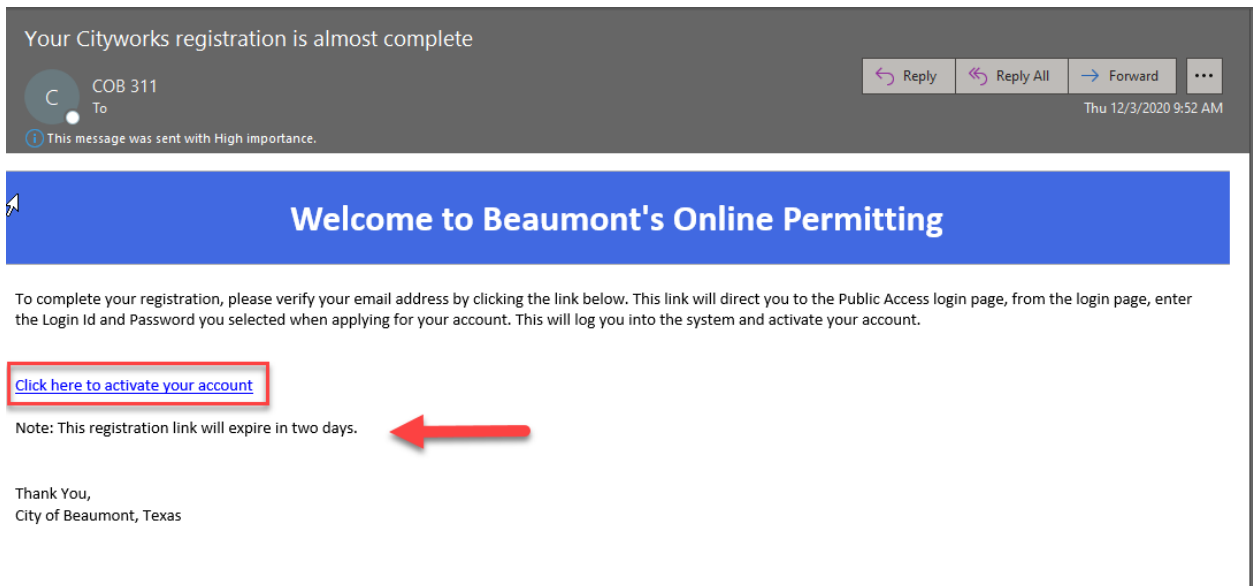 Your Cityworks registration is almost complete
C
COB 311
To
Reply
Reply All
Forward
...
Thu 12/3/2020 9:52 AM
i
This message was sent with High importance.
Welcome to Beaumont's Online Permitting
To complete your registration, please verify your email address by clicking the link below. This link will direct you to the Public Access login page, from the login page, enter
the Login Id and Password you selected when applying for your account. This will log you into the system and activate your account.
Click here to activate your account
Note: This registration link will expire in two days.
Thank You,
City of Beaumont, Texas